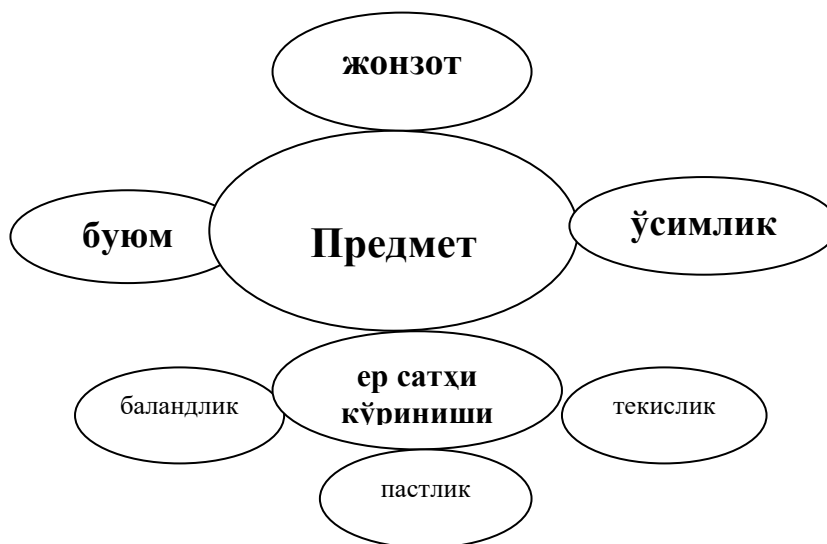 жонзот
буюм
Предмет
ўсимлик
ер сатҳи
кўриниши
баландлик
текислик
пастлик